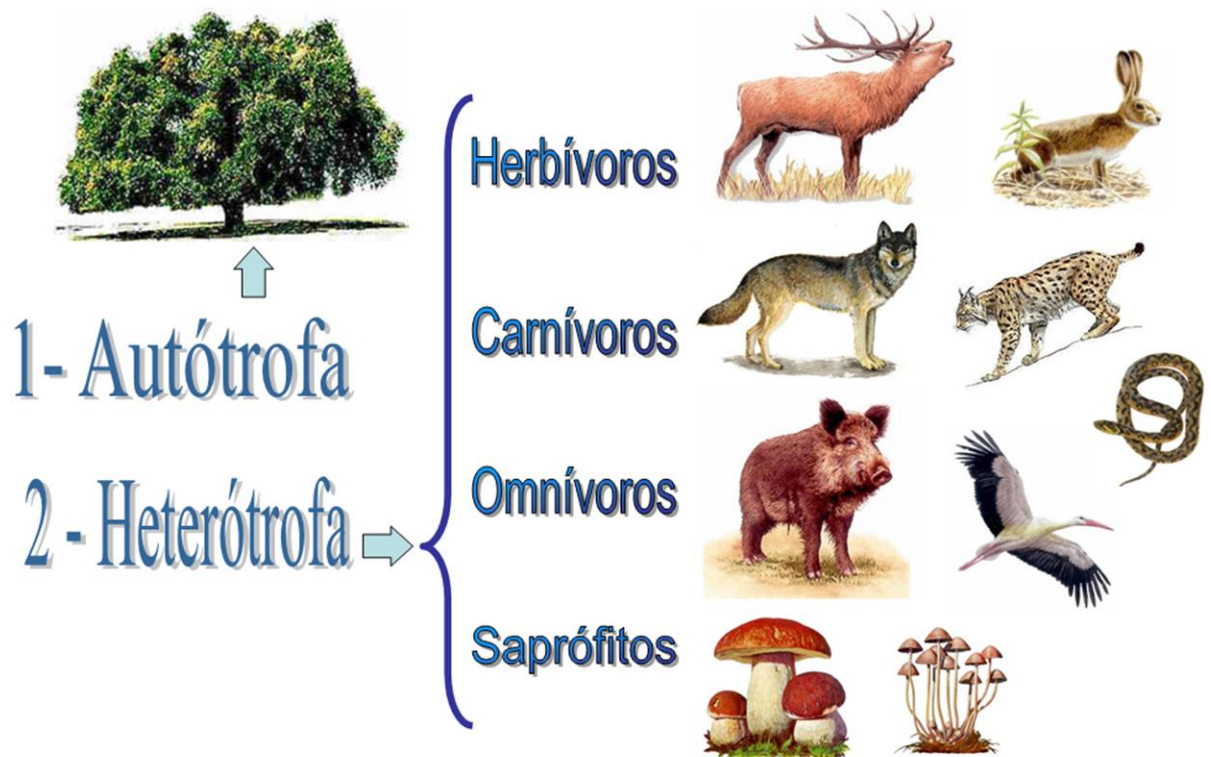 1- Autótrofa
2 - Heterótrofa
Herbívoros
Carnívoros
Omnívoros
Saprófitos